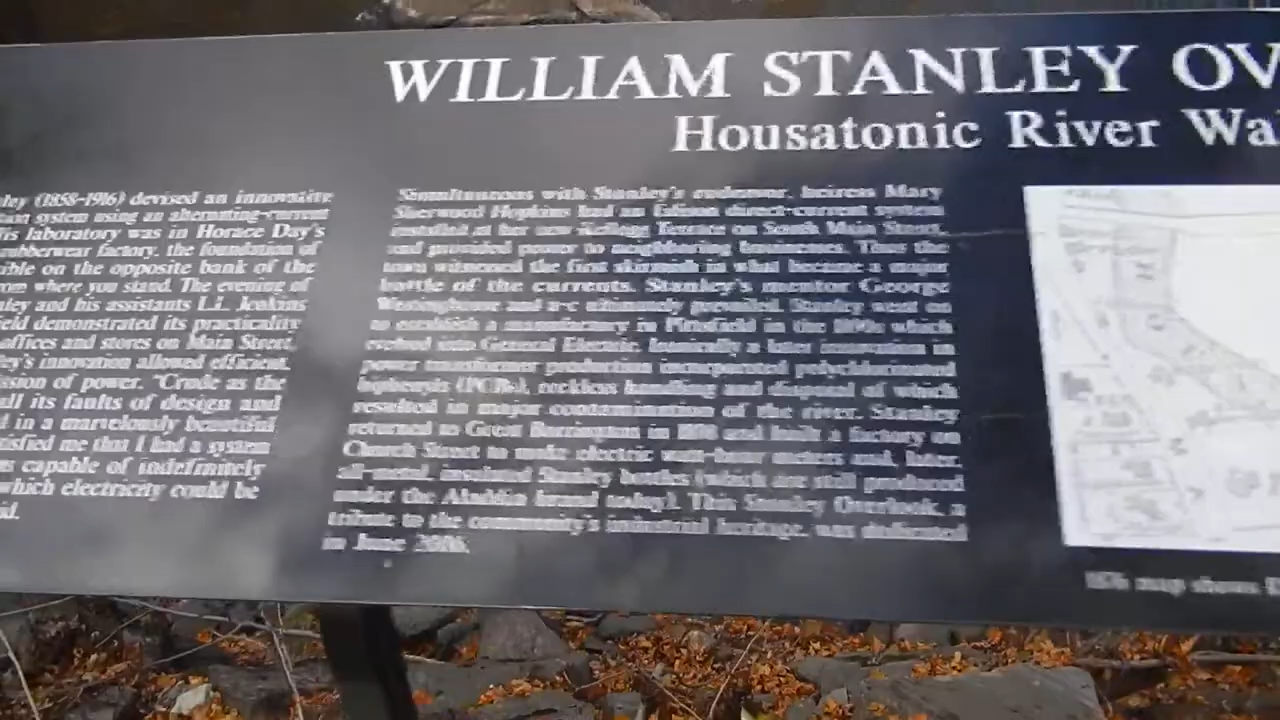 WILLIAM STANLEY OV
Housatonic River Wa
ley (1858-1916) devised an innovative
system using an alternating-current
His laboratory was in Horace Day's
rubberwear factory, the foundation of
ible on the opposite bank of the
rom where you stand. The evening of
nley and his assistants L.L. Jenkins
ield demonstrated its practicality
offices and stores on Main Street.
ey's innovation allowed efficient,
ssion of power. "Crude as the
all its faults of design and
d in a marvelously beautiful
tisfied me that I had a system
s capable of indefinitely
which electricity could be
id.
Simultaneous with Stanley's endeavor, heiress Mary
Sherwood Hopkins had an Edison direct-current system
installed at her new Kellogg Terrace on South Main Street,
and provided power to neighboring businesses. Thus the
town witnessed the first skirmish in what became a major
battle of the currents. Stanley's mentor George
Westinghouse and a-c ultimately prevailed. Stanley went on
to establish a manufactory in Pittsfield in the 1890s which
evolved into General Electric. Ironically a later innovation in
power transformer production incorporated polychlorinated
biphenyls (PCBs), reckless handling and disposal of which
resulted in major contamination of the river. Stanley
returned to Great Barrington in and built a factory on
Church Street to make electric meters and, later,
all-metal, Stanley bottles (which are still produced
under the Aladdin brand today). This Stanley Overlook, a
tribute to the community's industrial heritage, was dedicated
in June 2006.
1876 map shows